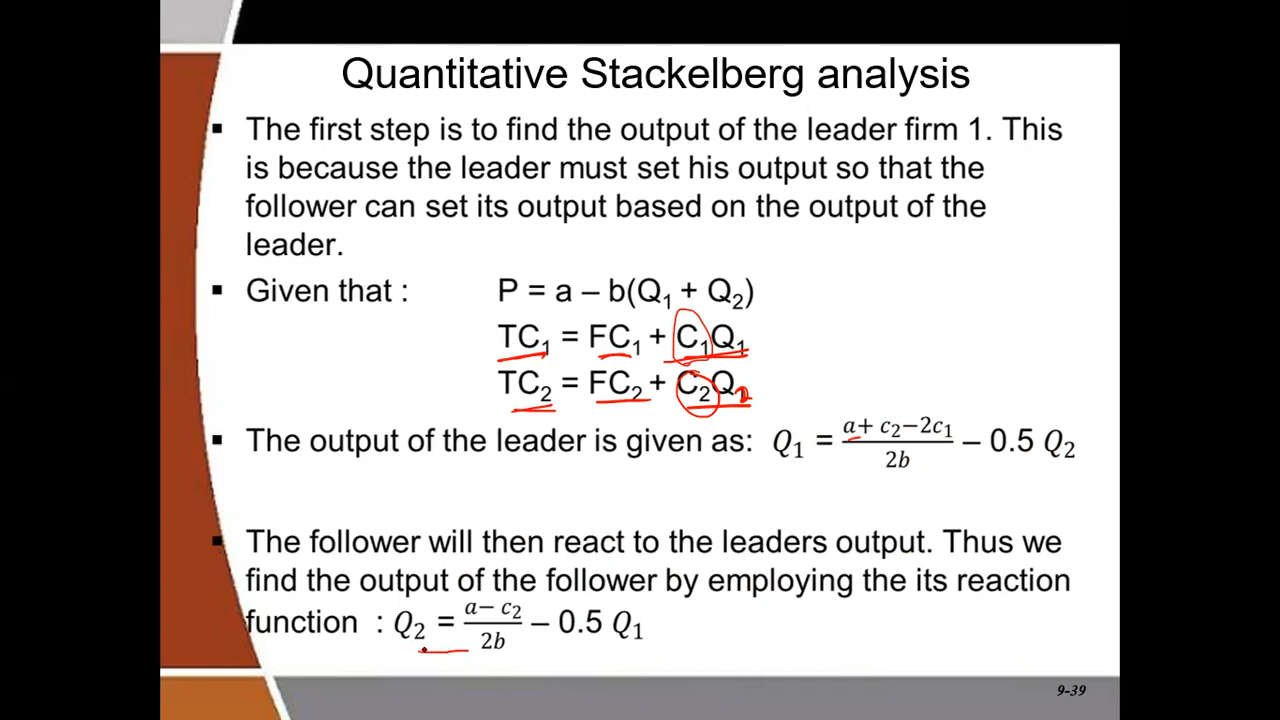 Quantitative Stackelberg analysis
▪ The first step is to find the output of the leader firm 1. This
is because the leader must set his output so that the
follower can set its output based on the output of the
leader.
▪ Given that : P = a – b(Q₁ + Q₂)
TC₁ = FC₁ + C₁Q₁
TC₂ = FC₂ + C₂Q₂
▪ The output of the leader is given as: Q₁ = (a+ c₂−2c₁)/2b – 0.5 Q₂
▪ The follower will then react to the leaders output. Thus we
find the output of the follower by employing the its reaction
function : Q₂ = (a− c₂)/2b – 0.5 Q₁
9-39